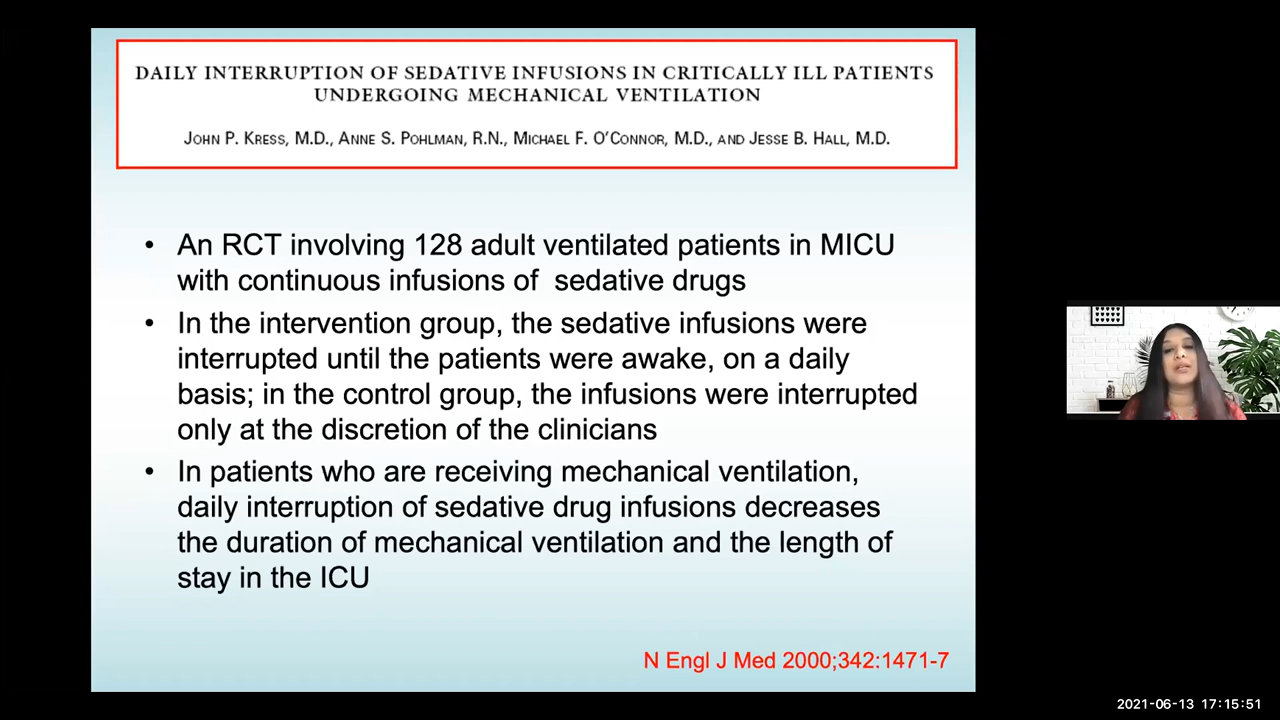 DAILY INTERRUPTION OF SEDATIVE INFUSIONS IN CRITICALLY ILL PATIENTS
UNDERGOING MECHANICAL VENTILATION
JOHN P. KRESS, M.D., ANNE S. POHLMAN, R.N., MICHAEL F. O'CONNOR, M.D., AND JESSE B. HALL, M.D.
• An RCT involving 128 adult ventilated patients in MICU
with continuous infusions of sedative drugs
• In the intervention group, the sedative infusions were
interrupted until the patients were awake, on a daily
basis; in the control group, the infusions were interrupted
only at the discretion of the clinicians
• In patients who are receiving mechanical ventilation,
daily interruption of sedative drug infusions decreases
the duration of mechanical ventilation and the length of
stay in the ICU
N Engl J Med 2000;342:1471-7
2021-06-13 17:15:51